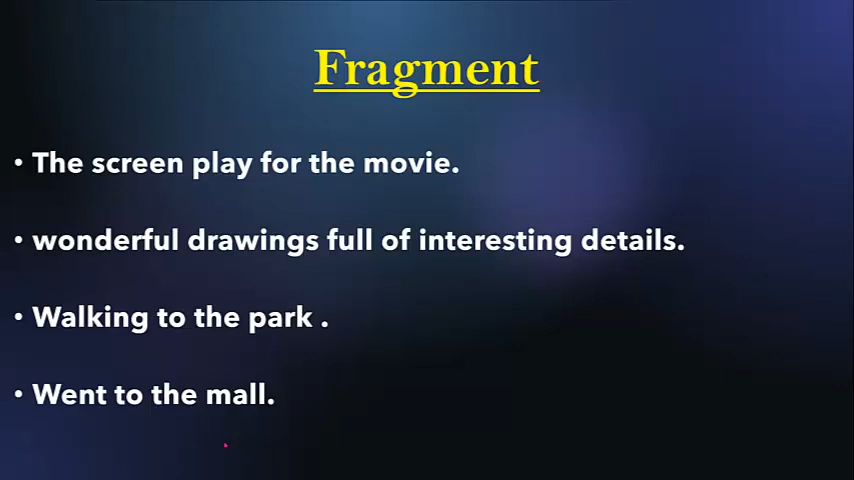 Fragment
• The screen play for the movie.
• wonderful drawings full of interesting details.
• Walking to the park .
• Went to the mall.